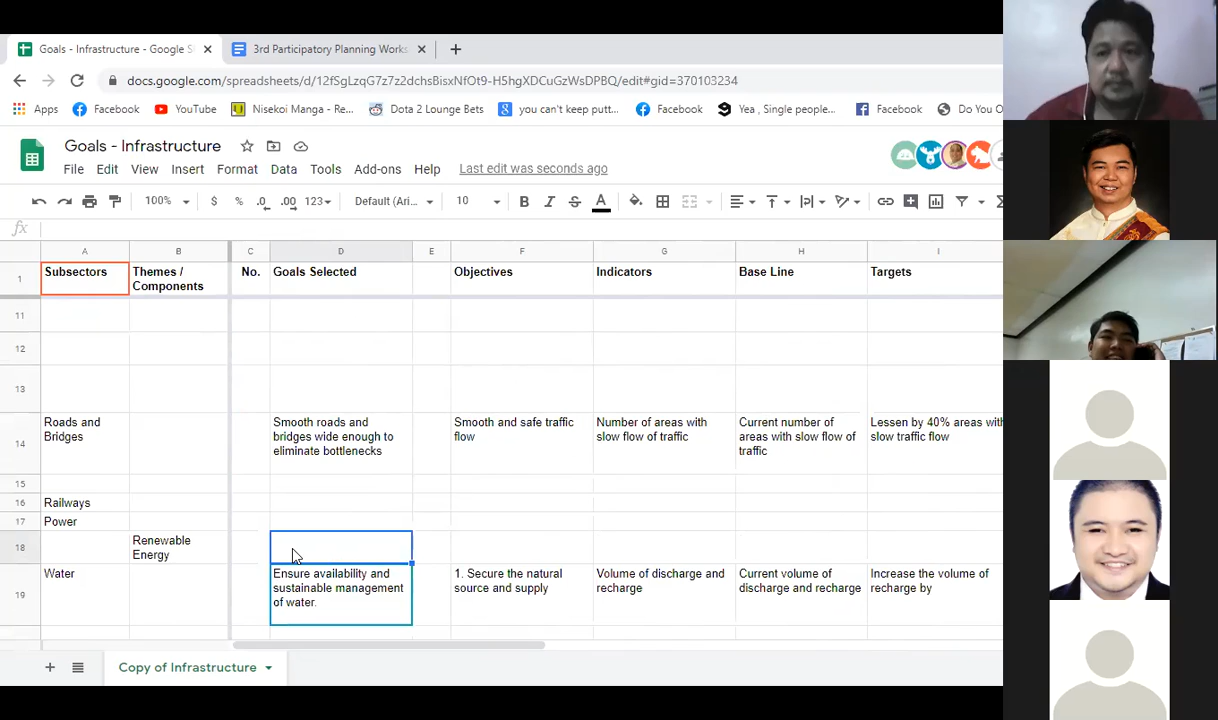 Goals - Infrastructure - Google S
3rd Participatory Planning Works
docs.google.com/spreadsheets/d/12fSgLzqG7z7z2dchsBisxNfOt9-H5hgXDCuGzWsDPBQ/edit#gid=370103234
Apps Facebook YouTube Nisekoi Manga - Re... Dota 2 Lounge Bets you can't keep putt... Facebook Yea , Single people... Facebook Do You O
Goals - Infrastructure
File Edit View Insert Format Data Tools Add-ons Help Last edit was seconds ago
100% $ % .0 .00 123 Default (Ari... 10 B I S A
fx
A B C D E F G H I
1 Subsectors Themes / No. Goals Selected Objectives Indicators Base Line Targets
Components
11
12
13
14 Roads and Smooth roads and Smooth and safe traffic Number of areas with Current number of Lessen by 40% areas with
Bridges bridges wide enough to flow slow flow of traffic areas with slow flow of slow traffic flow
eliminate bottlenecks traffic
15
16 Railways
17 Power
18 Renewable
Energy
19 Water Ensure availability and 1. Secure the natural Volume of discharge and Current volume of Increase the volume of
sustainable management source and supply recharge discharge and recharge recharge by
of water.
Copy of Infrastructure